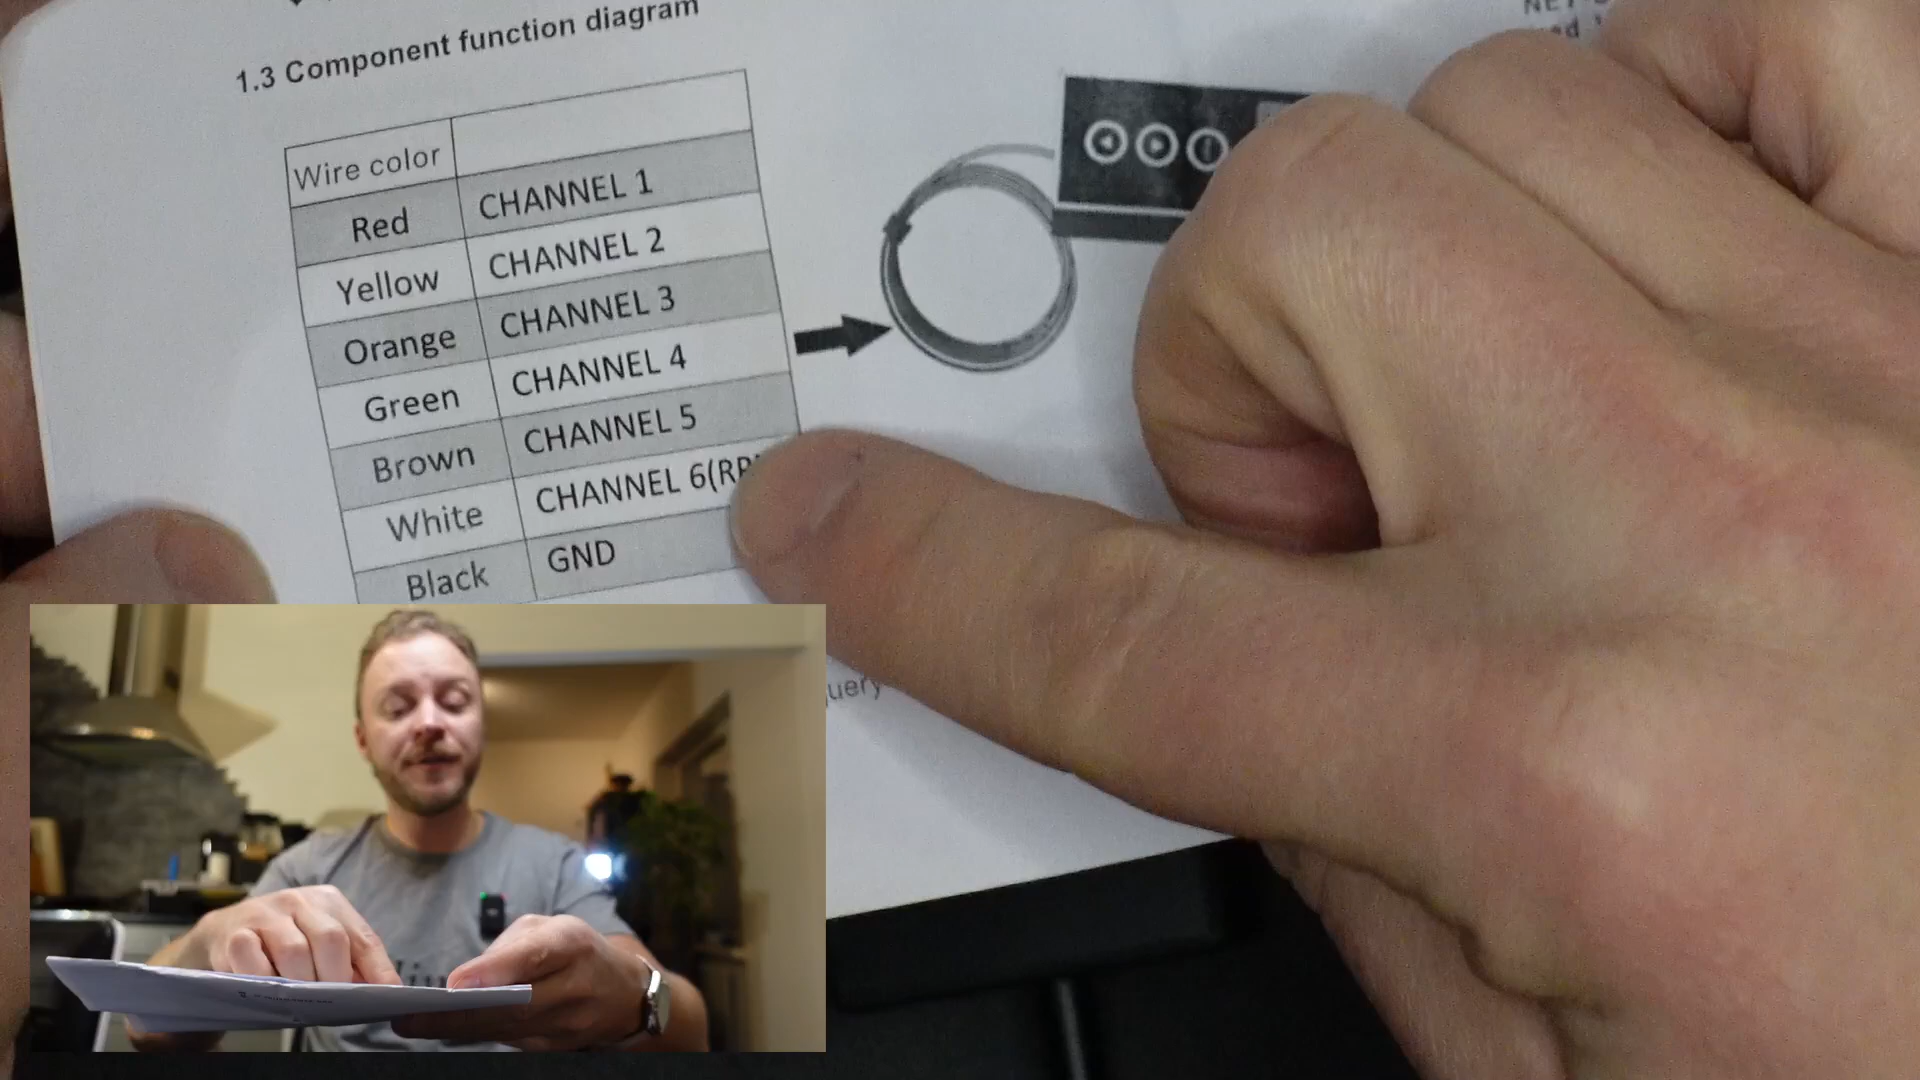 1.3 Component function diagram
Wire color
Red CHANNEL 1
Yellow CHANNEL 2
Orange CHANNEL 3
Green CHANNEL 4
Brown CHANNEL 5
White CHANNEL 6(RP
Black GND